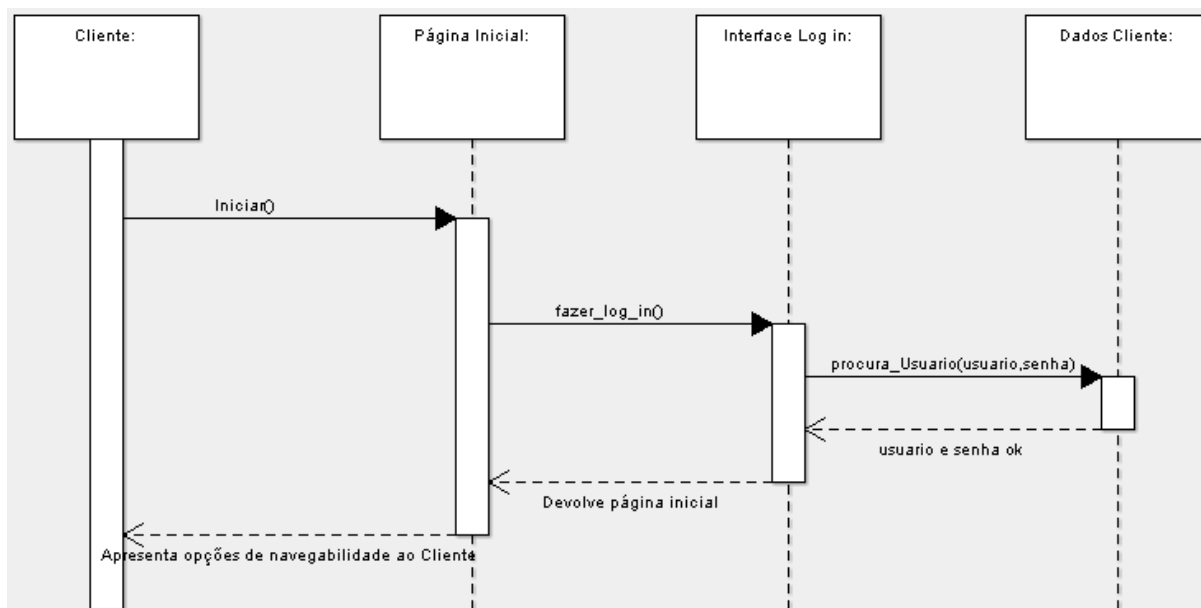 Cliente:
Página Inicial:
Interface Log in:
Dados Cliente:
Iniciar()
fazer_log_in()
procura_Usuario(usuario,senha)
usuario e senha ok
Devolve página inicial
Apresenta opções de navegabilidade ao Cliente